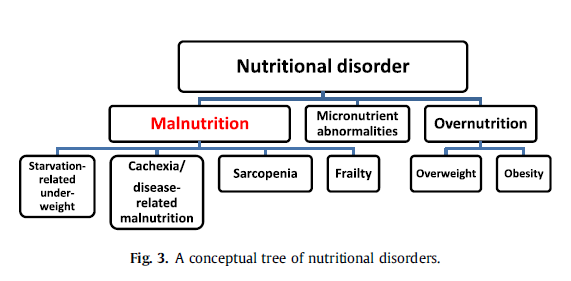 Nutritional disorder
Malnutrition
Micronutrient
abnormalities
Overnutrition
Starvation-
related
under-
weight
Cachexia/
disease-
related
malnutrition
Sarcopenia
Frailty
Overweight
Obesity
Fig. 3. A conceptual tree of nutritional disorders.